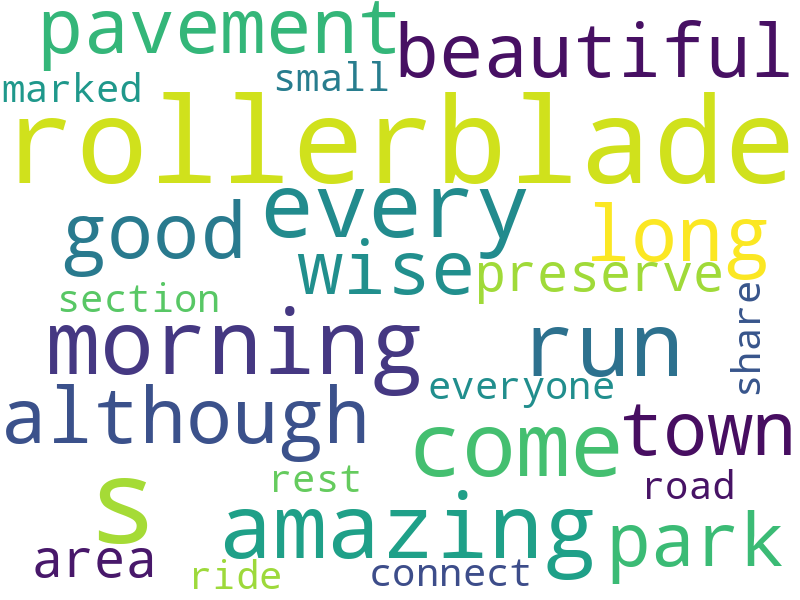 pavement
beautiful
marked
small
rollerblade
every
good
long
wise
preserve
section
share
morning
run
everyone
although
come
town
rest
road
s
amazing
park
area
ride
connect